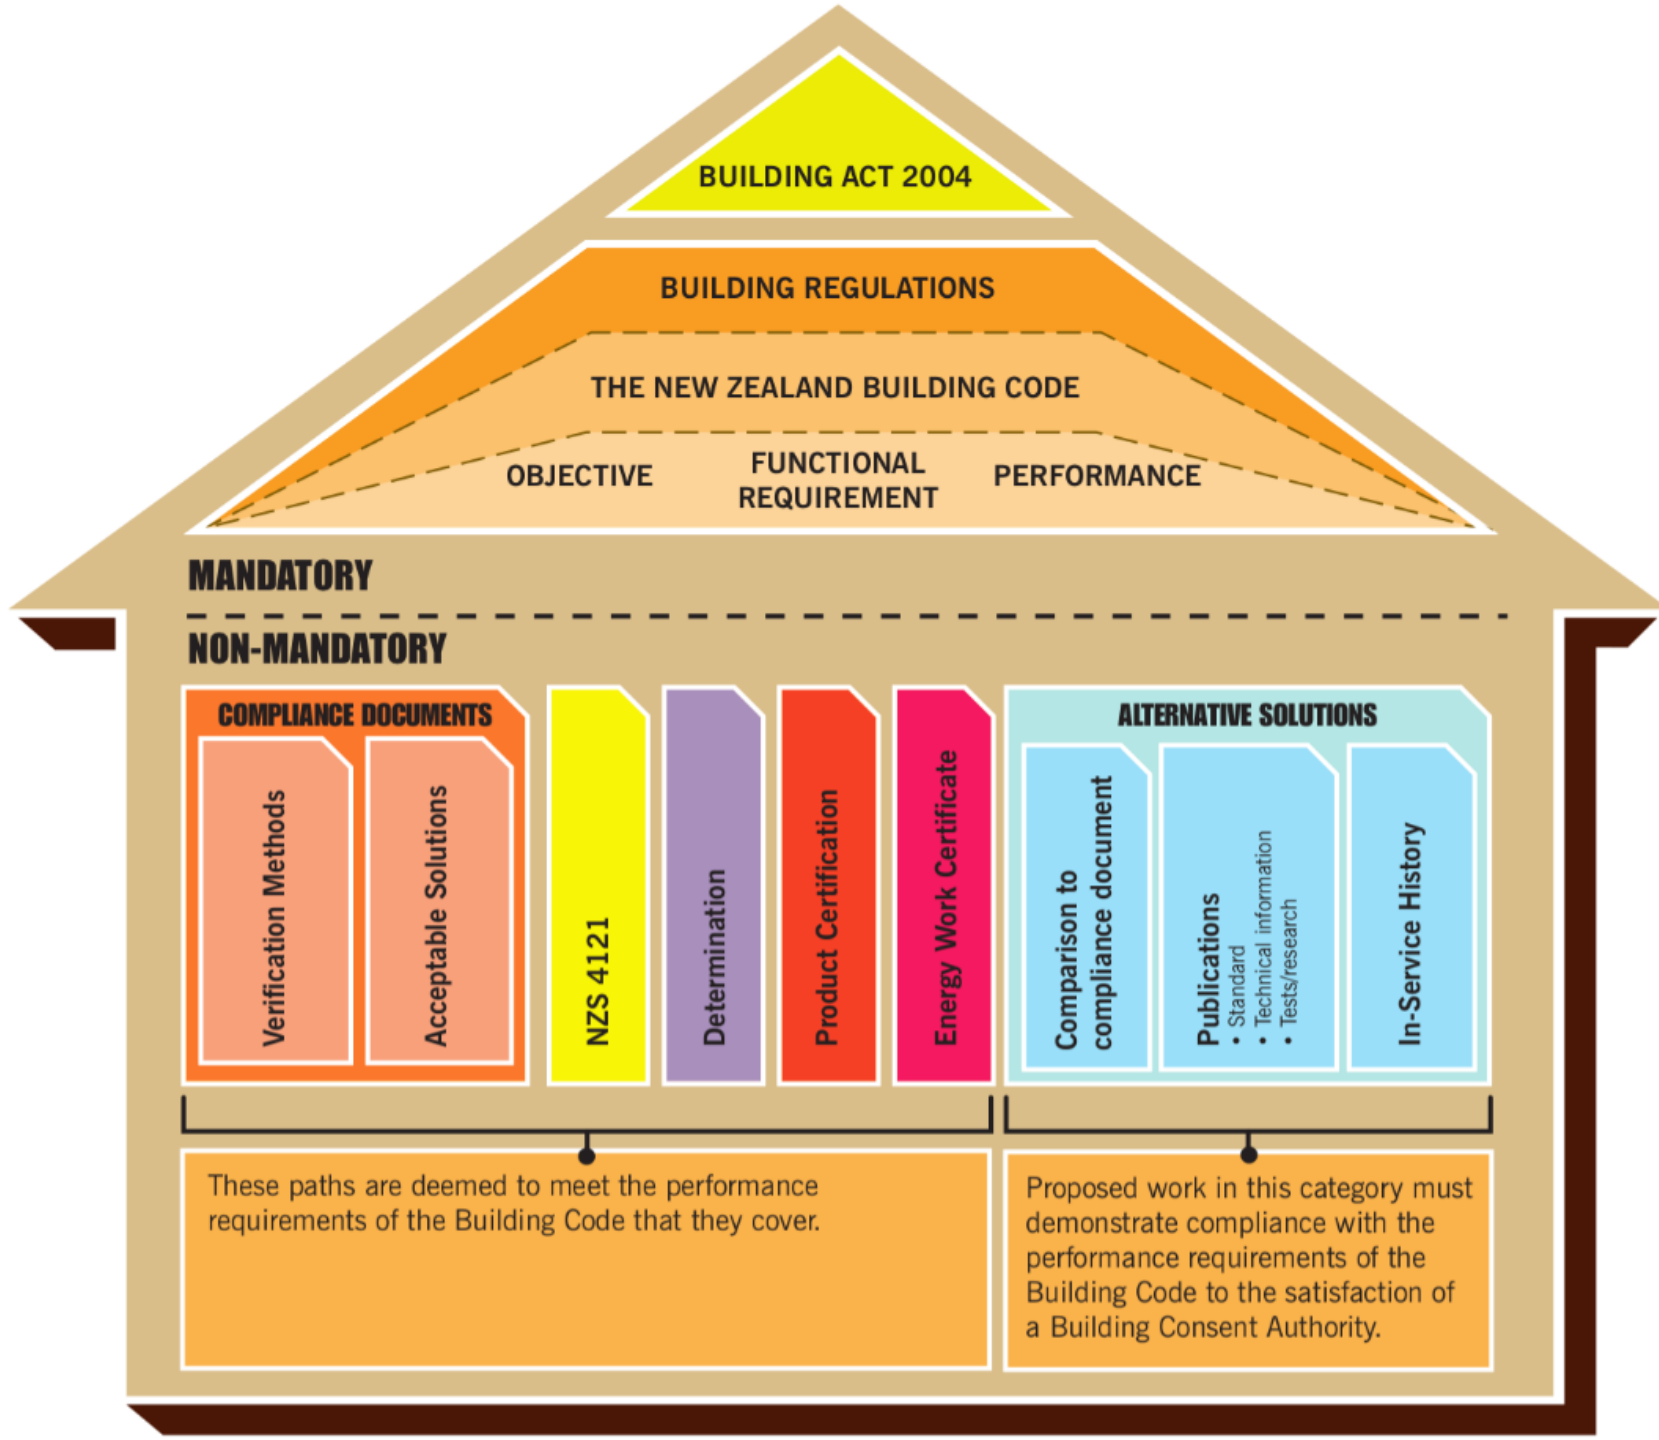 BUILDING ACT 2004
BUILDING REGULATIONS
THE NEW ZEALAND BUILDING CODE
OBJECTIVE
FUNCTIONAL
REQUIREMENT
PERFORMANCE
MANDATORY
NON-MANDATORY
COMPLIANCE DOCUMENTS
Verification Methods
Acceptable Solutions
NZS 4121
Determination
Product Certification
Energy Work Certificate
ALTERNATIVE SOLUTIONS
Comparison to
compliance document
Publications
• Standard
• Technical information
• Tests/research
In-Service History
These paths are deemed to meet the performance
requirements of the Building Code that they cover.
Proposed work in this category must
demonstrate compliance with the
performance requirements of the
Building Code to the satisfaction of
a Building Consent Authority.